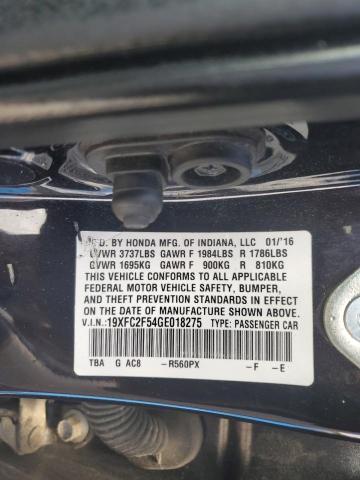 MFD. BY HONDA MFG. OF INDIANA, LLC 01/'16
GVWR 3737LBS GAWR F 1984LBS R 1786LBS
GVWR 1695KG GAWR F 900KG R 810KG
THIS VEHICLE CONFORMS TO ALL APPLICABLE
FEDERAL MOTOR VEHICLE SAFETY, BUMPER,
AND THEFT PREVENTION STANDARDS IN EFFECT
ON THE DATE OF MANUFACTURE SHOWN ABOVE.
V.I.N.: 19XFC2F54GE018275 TYPE: PASSENGER CAR
TBA G AC8 -R560PX -F -E